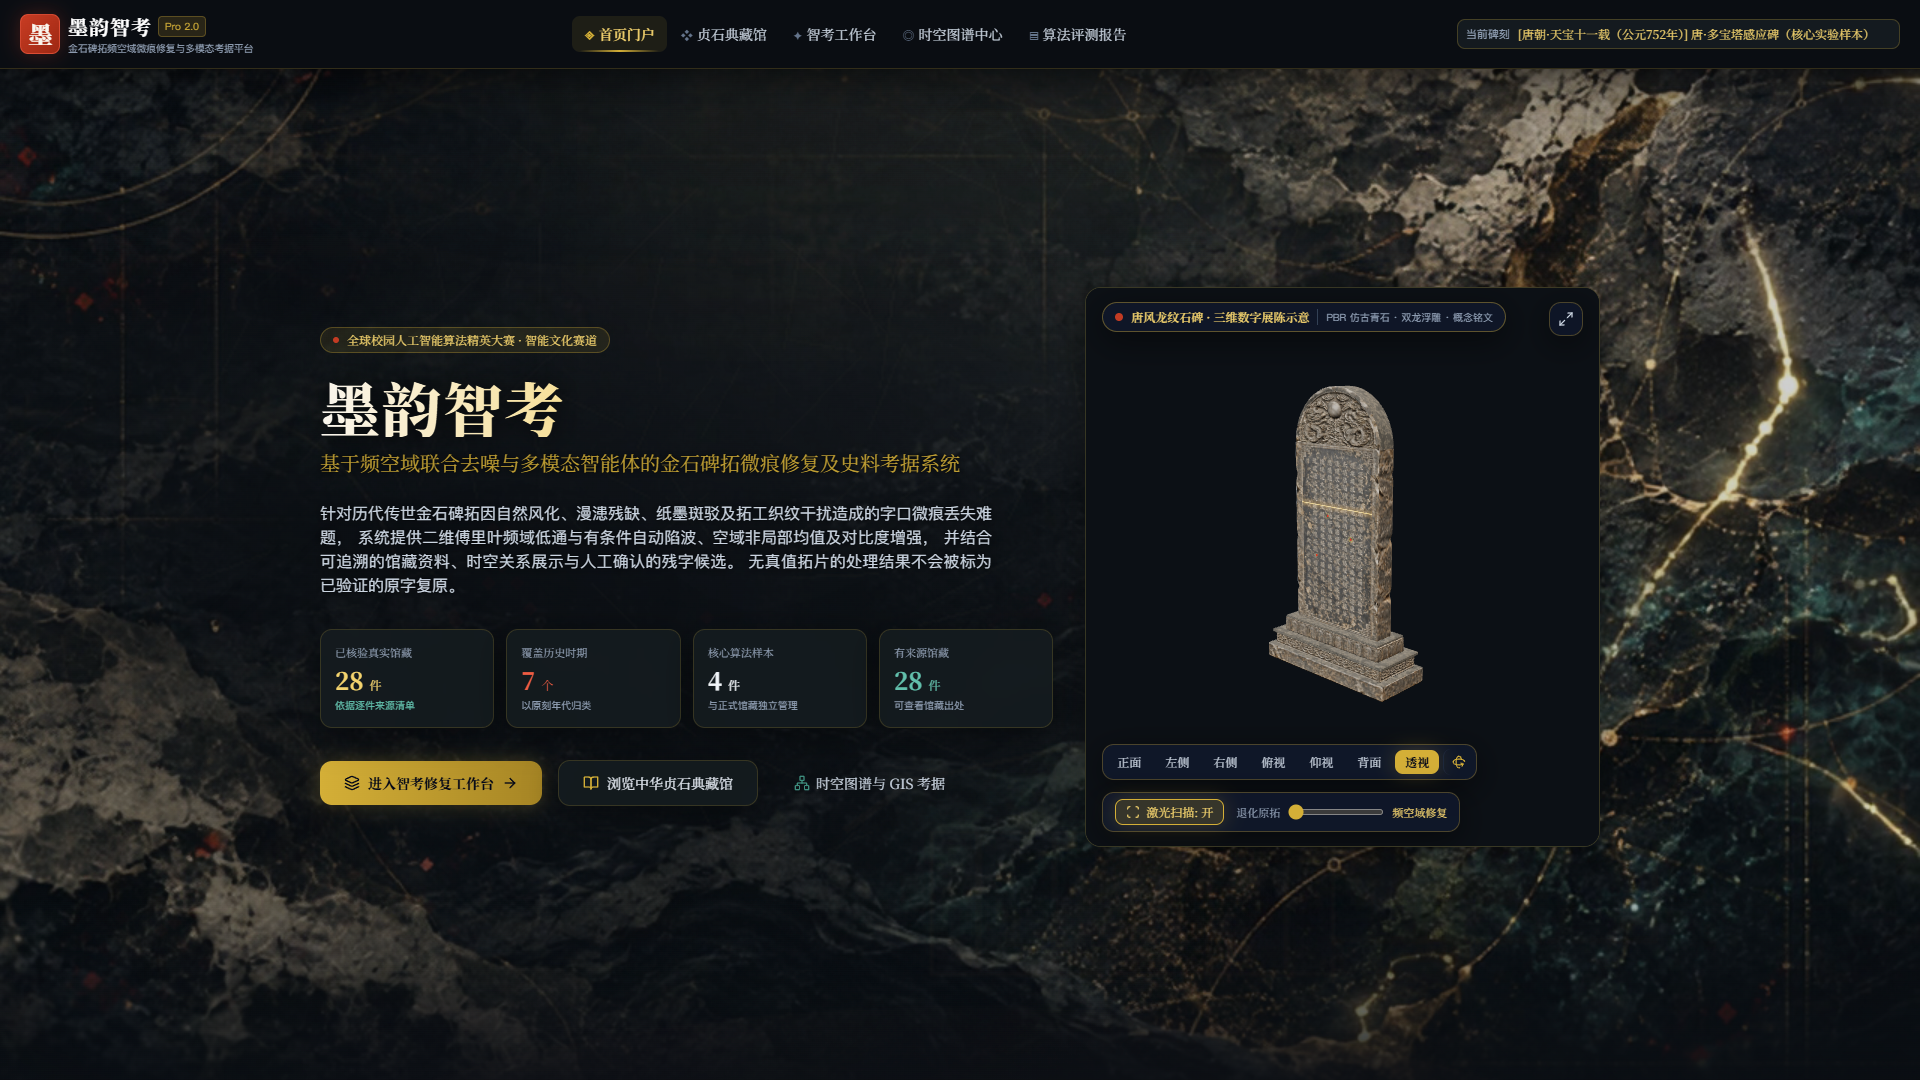 墨
墨韵智考 Pro 2.0
金石碑拓频空域微痕修复与多模态考据平台
首页门户
贞石典藏馆
智考工作台
时空图谱中心
算法评测报告
当前碑刻 [唐朝·天宝十一载（公元752年）] 唐·多宝塔感应碑（核心实验样本）
全球校园人工智能算法精英大赛 · 智能文化赛道
墨韵智考
基于频空域联合去噪与多模态智能体的金石碑拓微痕修复及史料考据系统
针对历代传世金石碑拓因自然风化、漫漶残缺、纸墨斑驳及拓工织纹干扰造成的字口微痕丢失难
题， 系统提供二维傅里叶频域低通与有条件自动陷波、空域非局部均值及对比度增强， 并结合
可追溯的馆藏资料、时空关系展示与人工确认的残字候选。 无真值拓片的处理结果不会被标为
已验证的原字复原。
已核验真实馆藏
28 件
依据逐件来源清单
覆盖历史时期
7 个
以原刻年代归类
核心算法样本
4 件
与正式馆藏独立管理
有来源馆藏
28 件
可查看馆藏出处
进入智考修复工作台
浏览中华贞石典藏馆
时空图谱与 GIS 考据
唐风龙纹石碑 · 三维数字展陈示意 PBR 仿古青石 · 双龙浮雕 · 概念铭文
正面 左侧 右侧 俯视 仰视 背面 透视
激光扫描: 开 退化原拓 频空域修复